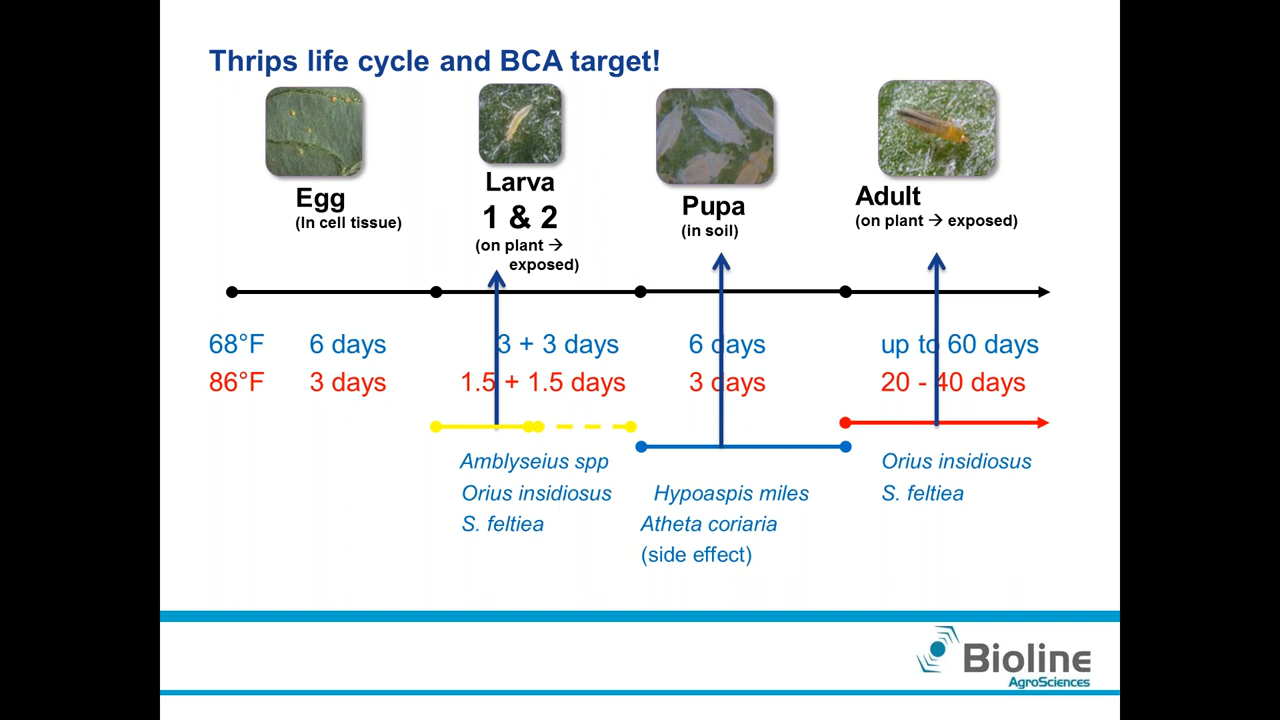 Thrips life cycle and BCA target!
Egg
(In cell tissue)
Larva
1 & 2
(on plant →
exposed)
Pupa
(in soil)
Adult
(on plant → exposed)
68°F 6 days 3 + 3 days 6 days up to 60 days
86°F 3 days 1.5 + 1.5 days 3 days 20 - 40 days
Amblyseius spp
Orius insidiosus
S. feltiea
Hypoaspis miles
Atheta coriaria
(side effect)
Orius insidiosus
S. feltiea
Bioline
AgroSciences